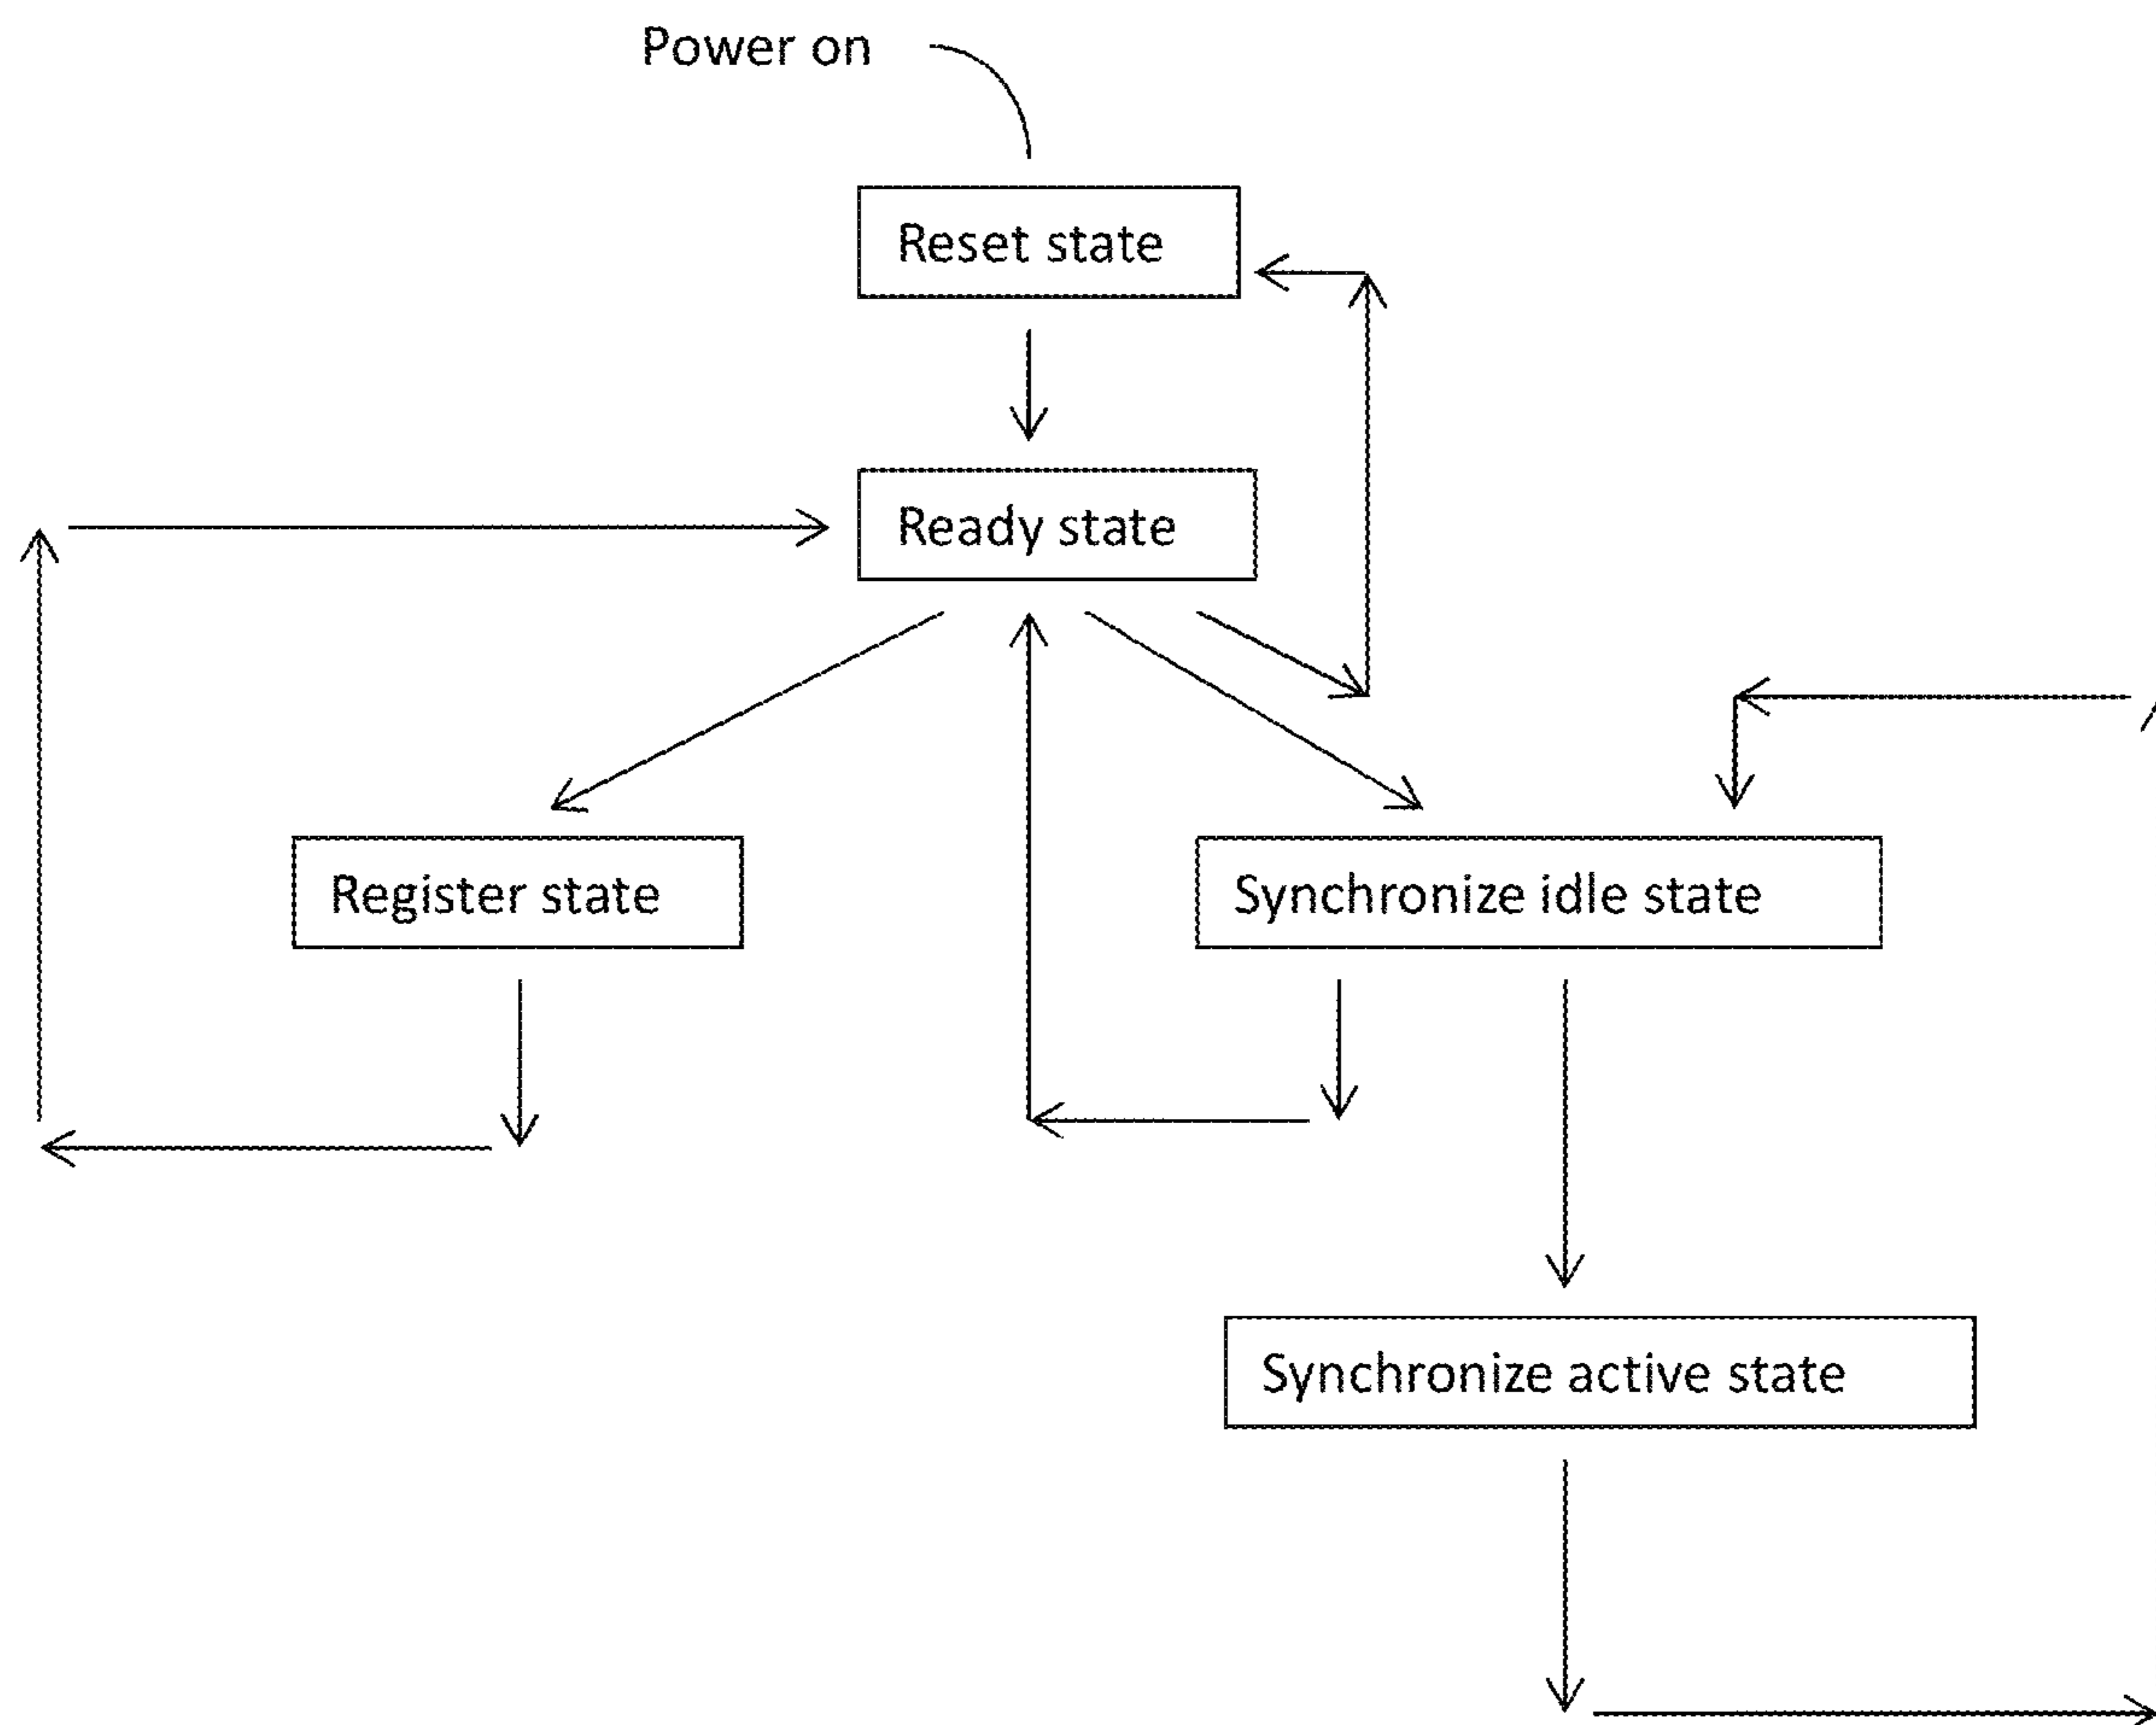 Power on
Reset state
Ready state
Register state
Synchronize idle state
Synchronize active state